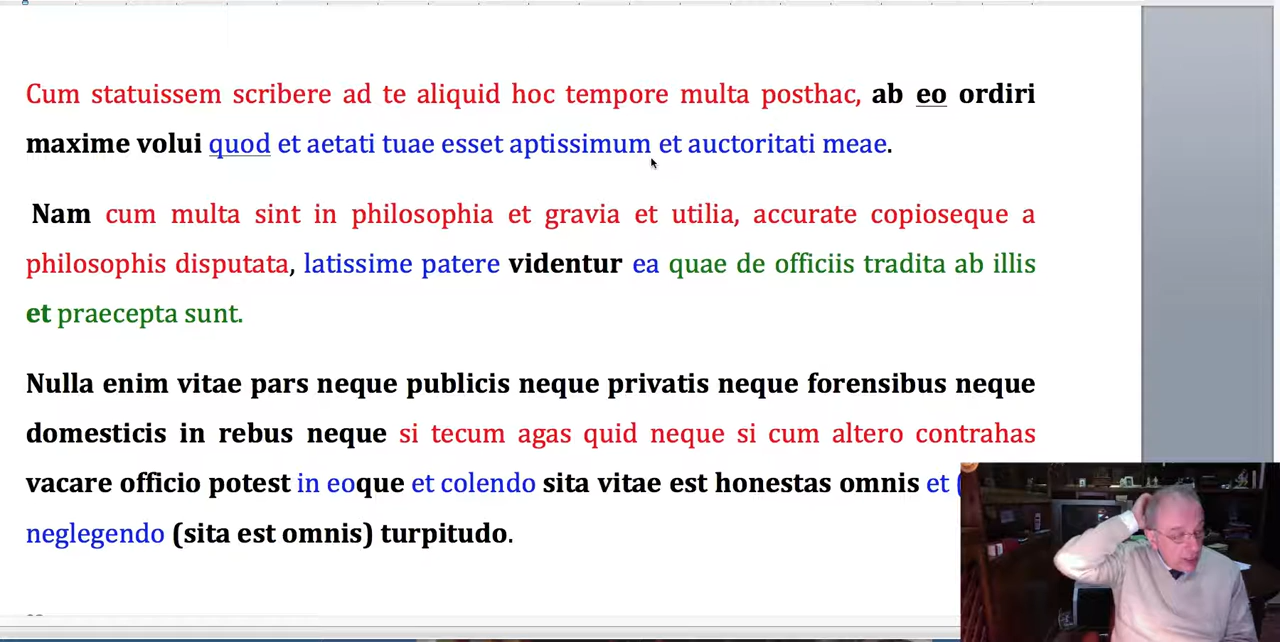 Cum statuissem scribere ad te aliquid hoc tempore multa posthac, ab eo ordiri
maxime volui quod et aetati tuae esset aptissimum et auctoritati meae.
Nam cum multa sint in philosophia et gravia et utilia, accurate copioseque a
philosophis disputata, latissime patere videntur ea quae de officiis tradita ab illis
et praecepta sunt.
Nulla enim vitae pars neque publicis neque privatis neque forensibus neque
domesticis in rebus neque si tecum agas quid neque si cum altero contrahas
vacare officio potest in eoque et colendo sita vitae est honestas omnis et
neglegendo (sita est omnis) turpitudo.